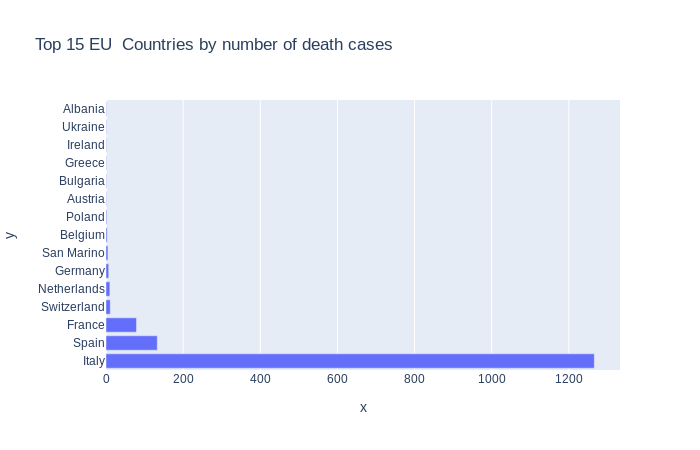 Top 15 EU  Countries by number of death cases
Albania
Ukraine
Ireland
Greece
Bulgaria
Austria
Poland
Belgium
San Marino
Germany
Netherlands
Switzerland
France
Spain
Italy
y
0 200 400 600 800 1000 1200
x